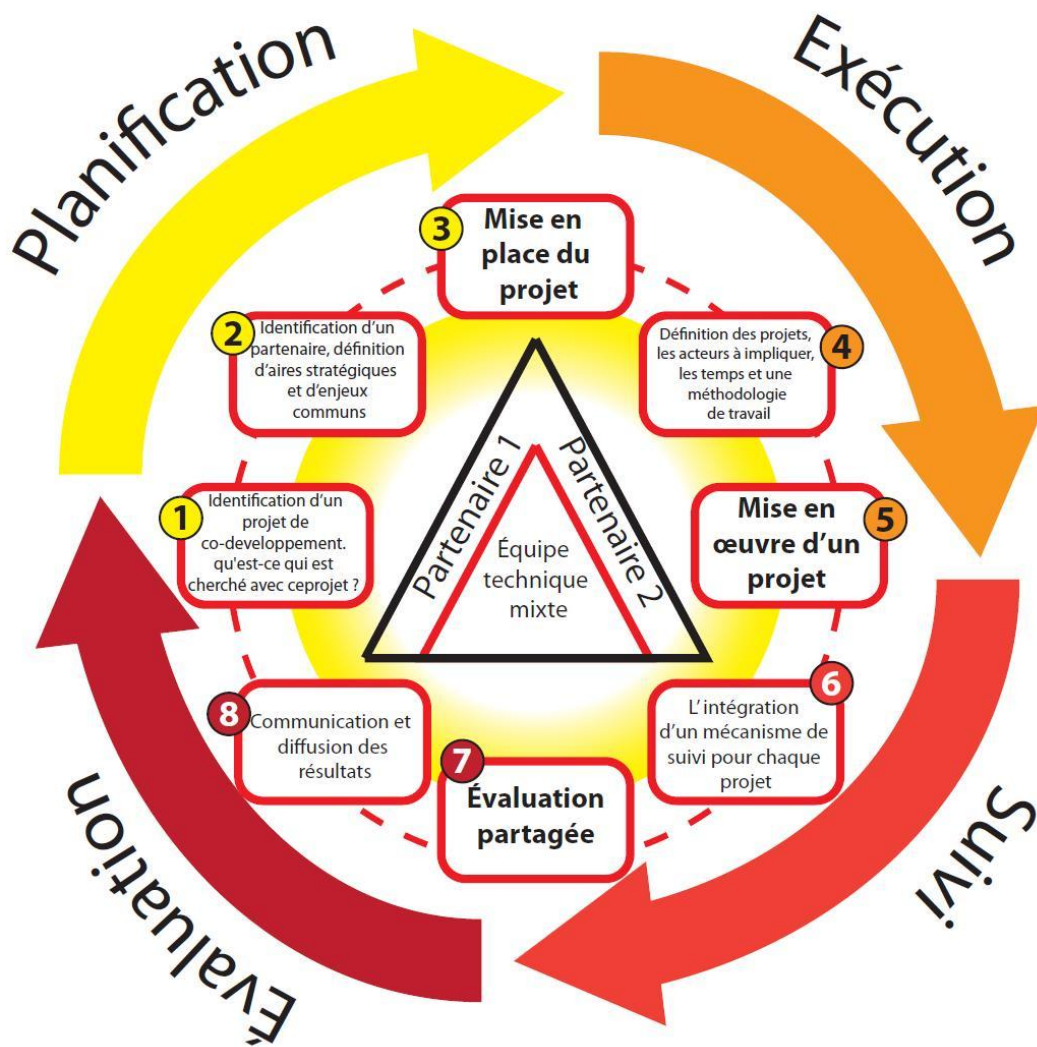 Planification
Exécution
Suivi
Évaluation
1
Identification d'un
projet de
co-developpement.
qu'est-ce qui est
cherché avec ceprojet ?
2
Identification d'un
partenaire, définition
d'aires stratégiques
et d'enjeux
communs
3
Mise en
place du
projet
4
Définition des projets,
les acteurs à impliquer,
les temps et une
méthodologie
de travail
5
Mise en
œuvre d'un
projet
6
L'intégration
d'un mécanisme de
suivi pour chaque
projet
7
Évaluation
partagée
8
Communication et
diffusion des
résultats
Partenaire 1
Partenaire 2
Équipe
technique
mixte